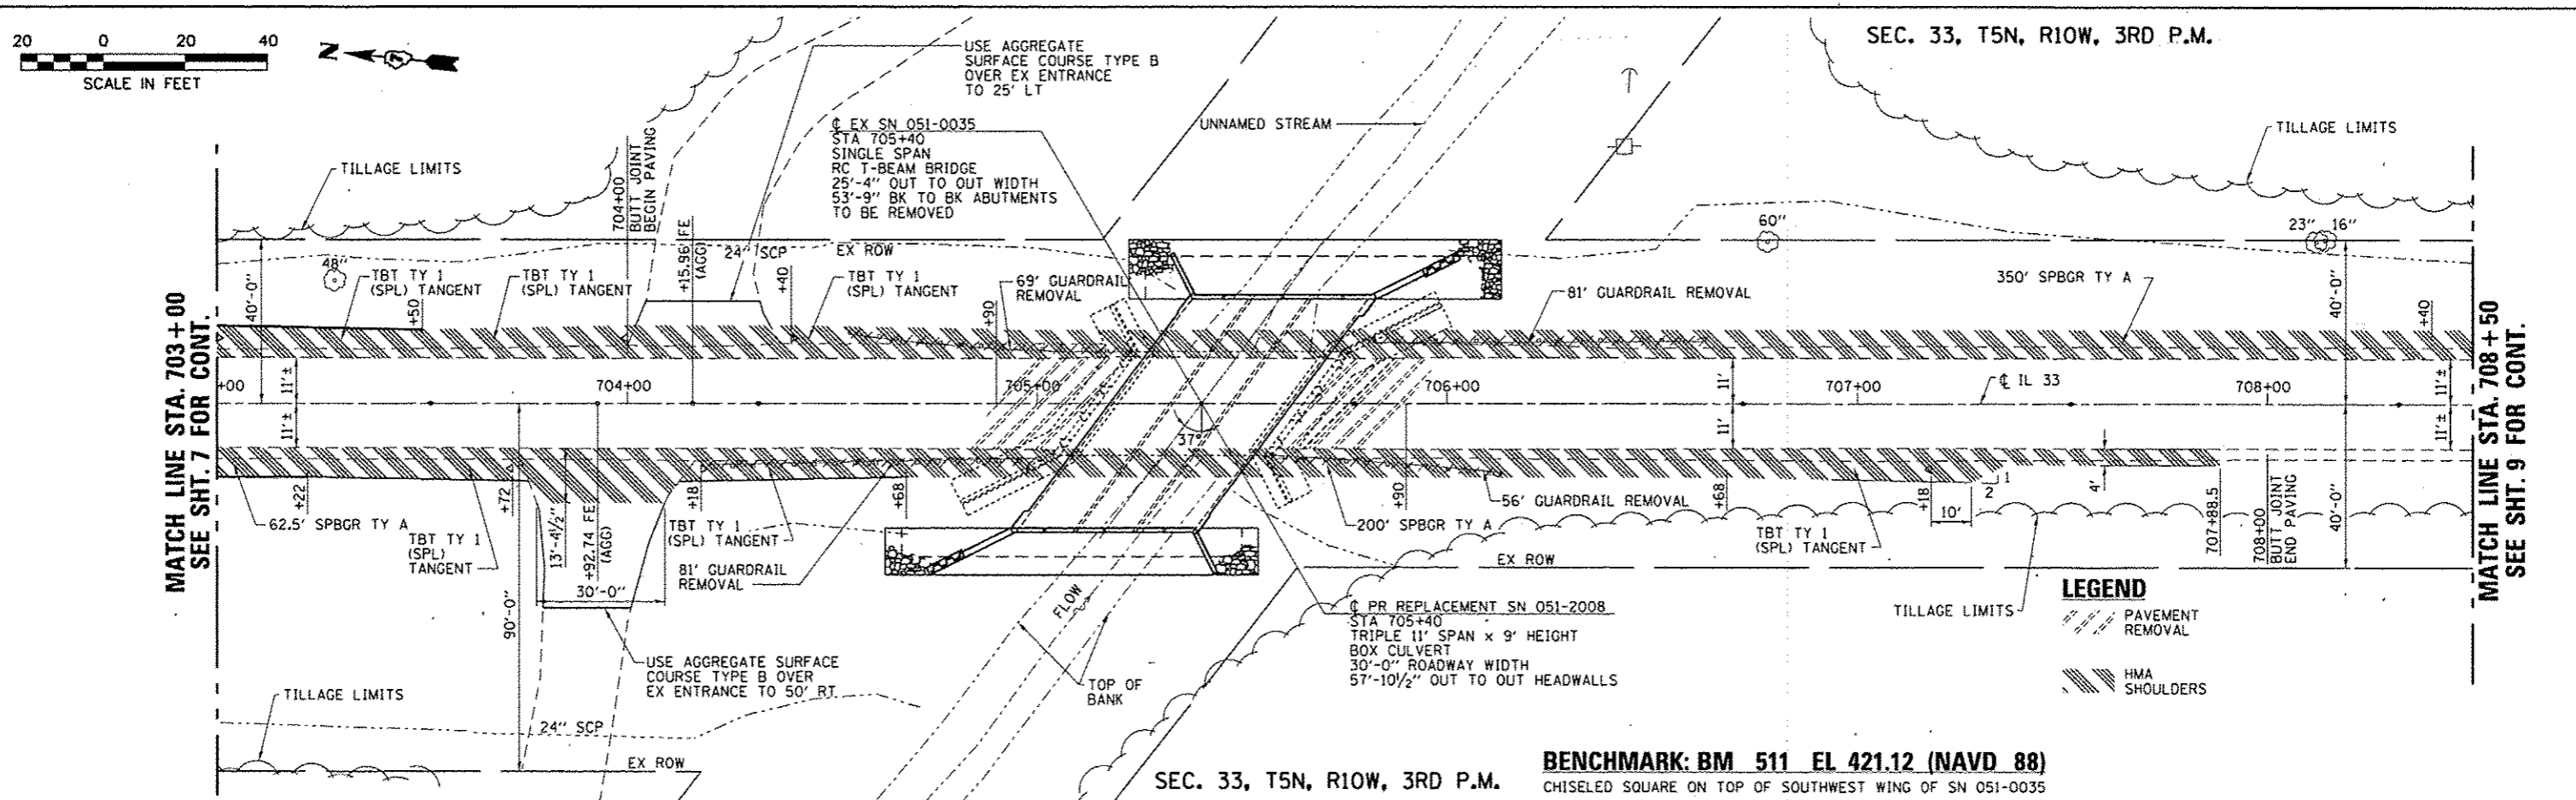 20 0 20 40
SCALE IN FEET
N
SEC. 33, T5N, R10W, 3RD P.M.
USE AGGREGATE
SURFACE COURSE TYPE B
OVER EX ENTRANCE
TO 25' LT
℄ EX SN 051-0035
STA 705+40
SINGLE SPAN
RC T-BEAM BRIDGE
25'-4" OUT TO OUT WIDTH
53'-9" BK TO BK ABUTMENTS
TO BE REMOVED
UNNAMED STREAM
TILLAGE LIMITS
TILLAGE LIMITS
704+00
BUTT JOINT
BEGIN PAVING
+15.96' FE
(AGG)
24" SCP
EX ROW
60"
23" 16"
48"
TBT TY 1
(SPL) TANGENT
TBT TY 1
(SPL) TANGENT
TBT TY 1
(SPL) TANGENT
+50
+40
+90
69' GUARDRAIL
REMOVAL
81' GUARDRAIL REMOVAL
350' SPBGR TY A
+40
40'-0"
40'-0"
MATCH LINE STA. 703+00
SEE SHT. 7 FOR CONT.
MATCH LINE STA. 708+50
SEE SHT. 9 FOR CONT.
11'±
11'±
+00
704+00
705+00
706+00
707+00
708+00
℄ IL 33
11'
11'
11'±
11'±
37°
+22
62.5' SPBGR TY A
TBT TY 1
(SPL)
TANGENT
+72
13'-4½"
+92.74 FE
(AGG)
30'-0"
90'-0"
+18
TBT TY 1
(SPL) TANGENT
81' GUARDRAIL
REMOVAL
+68
+90
200' SPBGR TY A
56' GUARDRAIL REMOVAL
+68
TBT TY 1
(SPL) TANGENT
+18
10'
1
2
4'
707+88.5
708+00
BUTT JOINT
END PAVING
40'-0"
EX ROW
TILLAGE LIMITS
FLOW
TOP OF
BANK
℄ PR REPLACEMENT SN 051-2008
STA 705+40
TRIPLE 11' SPAN x 9' HEIGHT
BOX CULVERT
30'-0" ROADWAY WIDTH
57'-10½" OUT TO OUT HEADWALLS
USE AGGREGATE SURFACE
COURSE TYPE B OVER
EX ENTRANCE TO 50' RT
TILLAGE LIMITS
24" SCP
EX ROW
LEGEND
PAVEMENT
REMOVAL
HMA
SHOULDERS
SEC. 33, T5N, R10W, 3RD P.M.
BENCHMARK: BM 511 EL 421.12 (NAVD 88)
CHISELED SQUARE ON TOP OF SOUTHWEST WING OF SN 051-0035